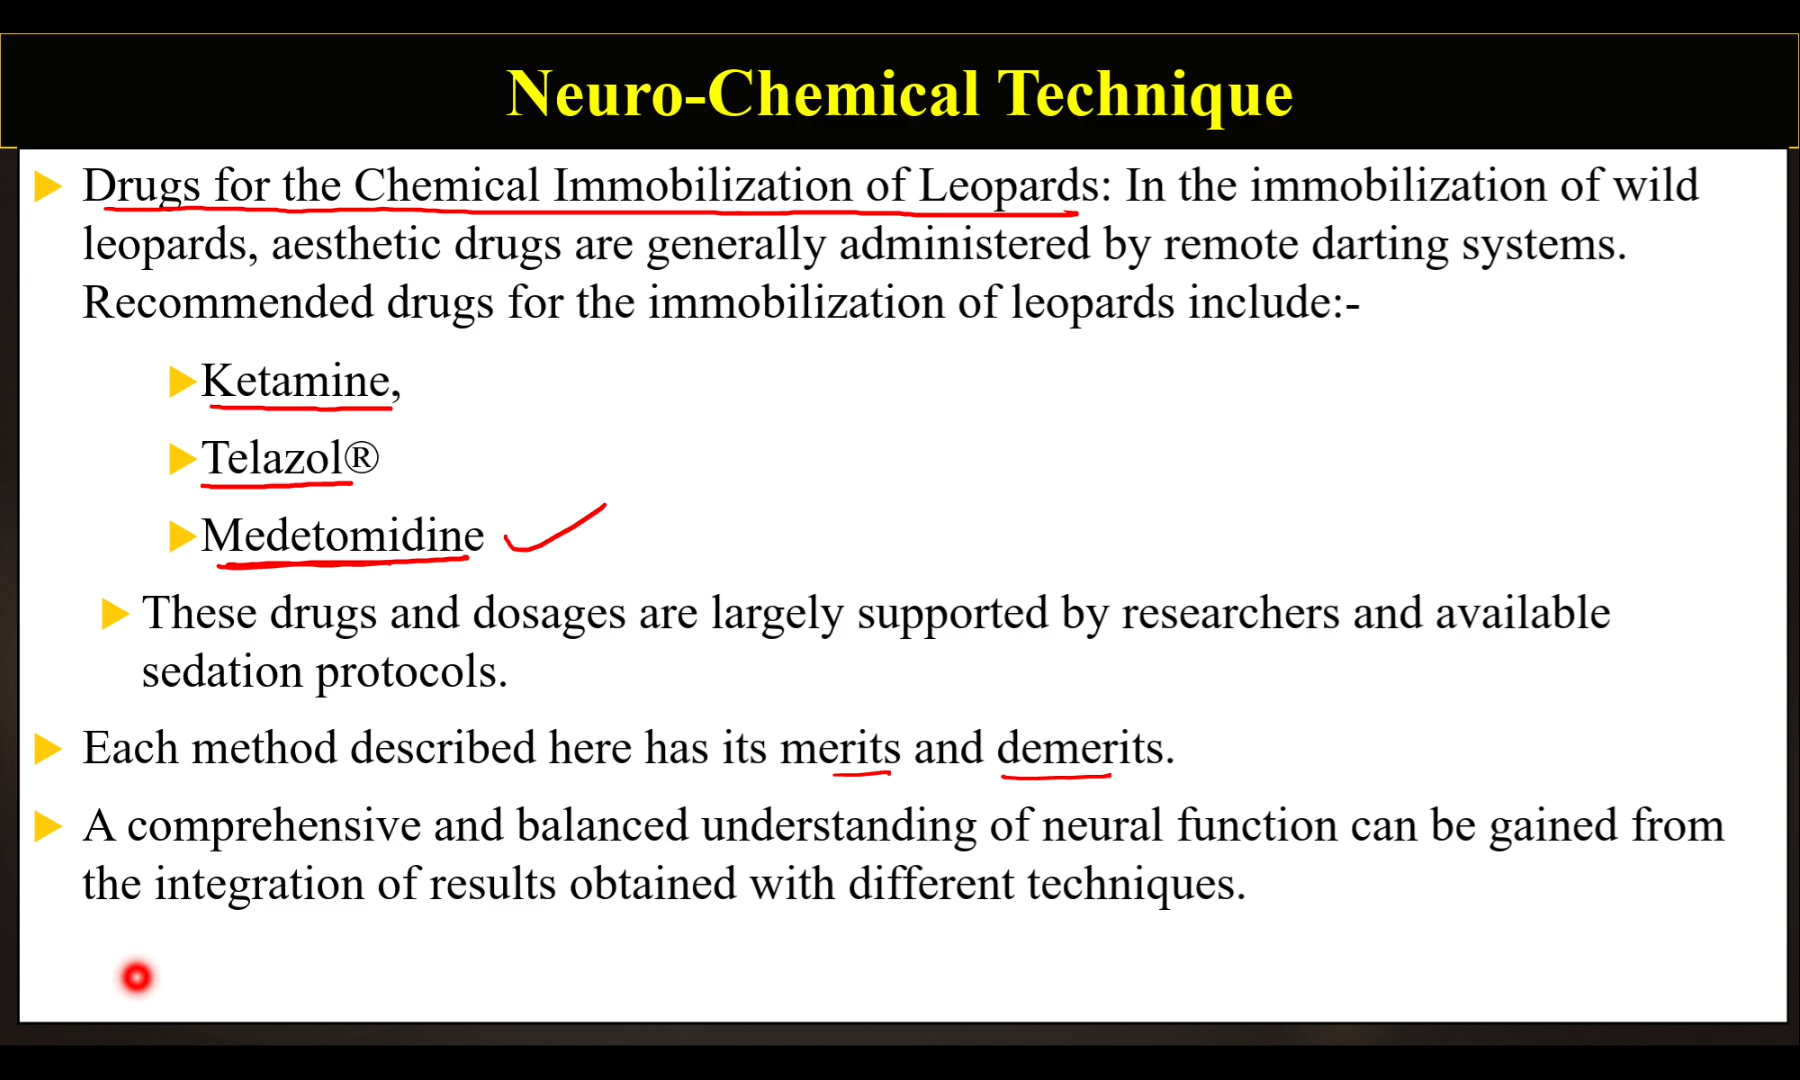 Neuro-Chemical Technique
Drugs for the Chemical Immobilization of Leopards: In the immobilization of wild
leopards, aesthetic drugs are generally administered by remote darting systems.
Recommended drugs for the immobilization of leopards include:-
Ketamine,
Telazol®
Medetomidine
These drugs and dosages are largely supported by researchers and available
sedation protocols.
Each method described here has its merits and demerits.
A comprehensive and balanced understanding of neural function can be gained from
the integration of results obtained with different techniques.